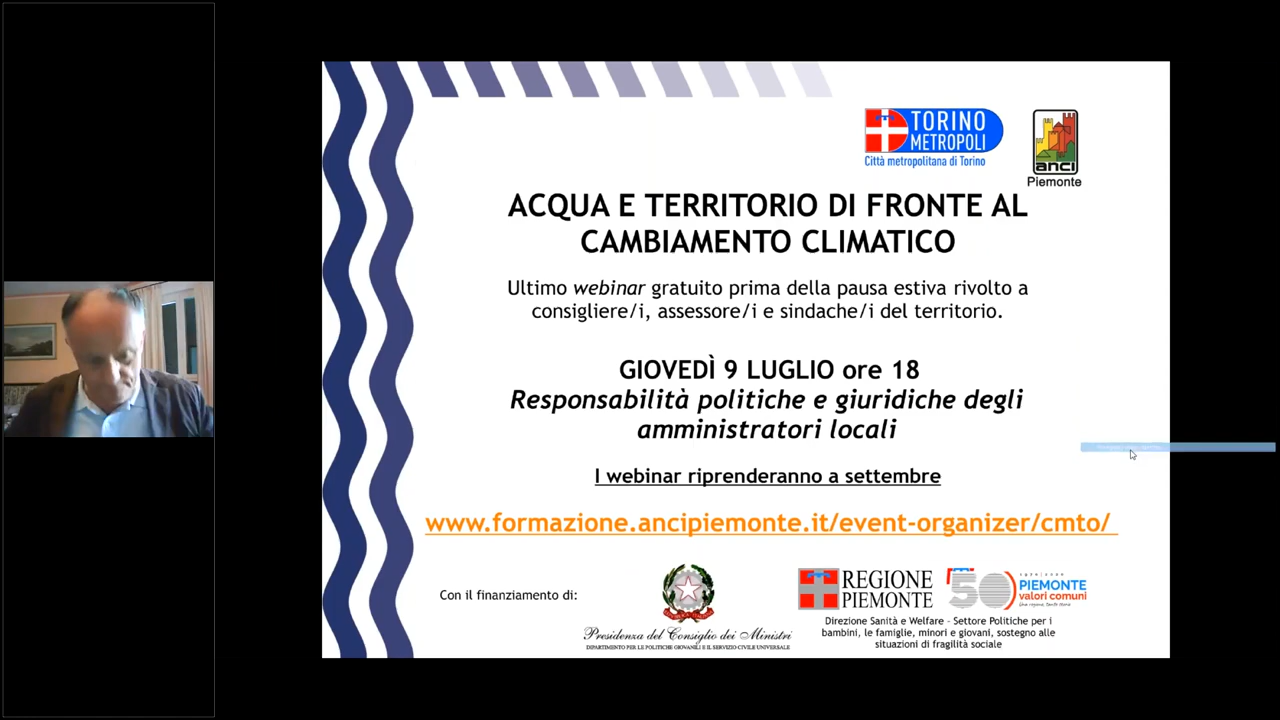 TORINO
METROPOLI
Città metropolitana di Torino
anci
Piemonte
ACQUA E TERRITORIO DI FRONTE AL
CAMBIAMENTO CLIMATICO
Ultimo webinar gratuito prima della pausa estiva rivolto a
consigliere/i, assessore/i e sindache/i del territorio.
GIOVEDÌ 9 LUGLIO ore 18
Responsabilità politiche e giuridiche degli
amministratori locali
I webinar riprenderanno a settembre
www.formazione.ancipiemonte.it/event-organizer/cmto/
Con il finanziamento di:
Presidenza del Consiglio dei Ministri
DIPARTIMENTO PER LE POLITICHE GIOVANILI E IL SERVIZIO CIVILE UNIVERSALE
REGIONE
PIEMONTE
50
PIEMONTE
valori comuni
Direzione Sanità e Welfare - Settore Politiche per i
bambini, le famiglie, minori e giovani, sostegno alle
situazioni di fragilità sociale